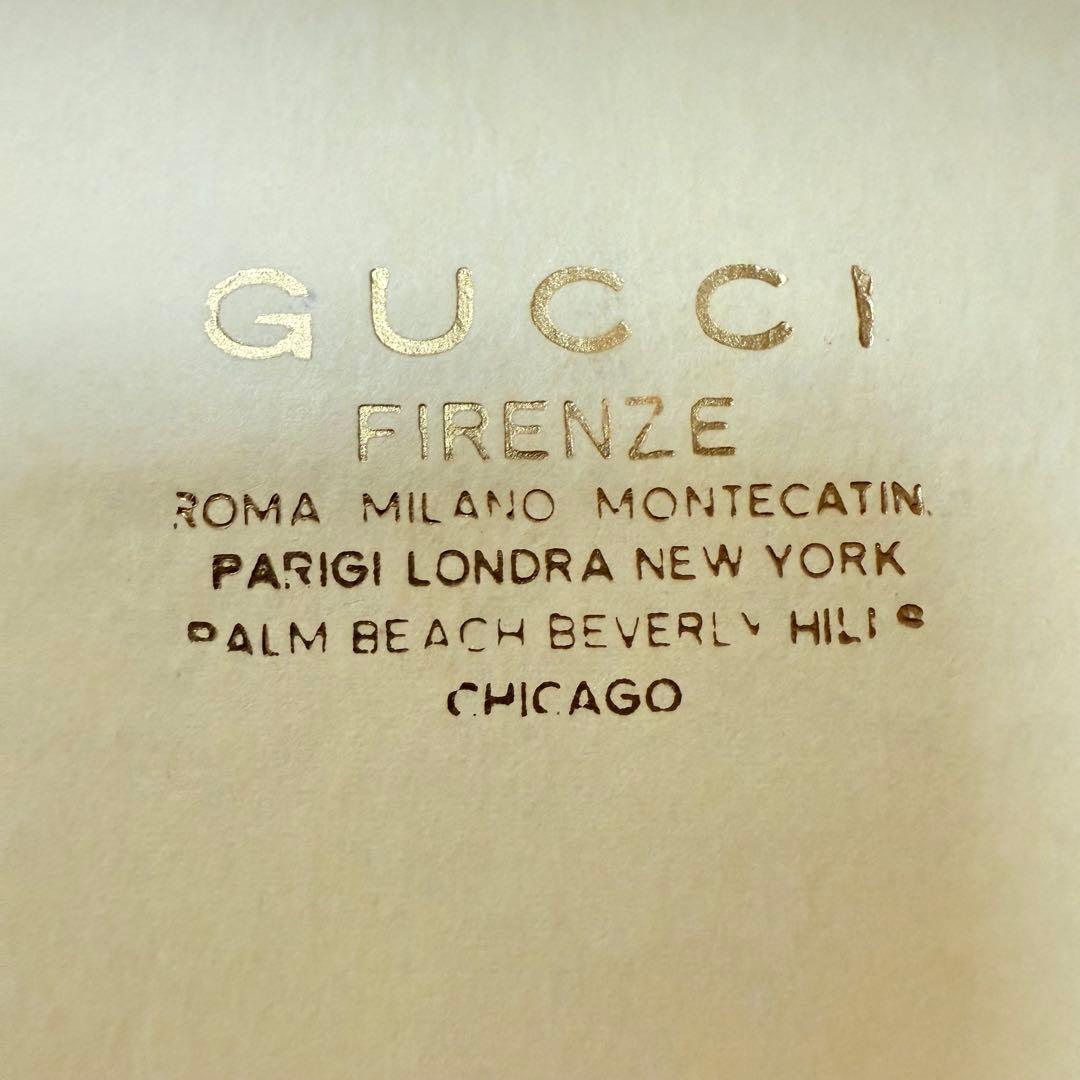 GUCCI
FIRENZE
ROMA MILANO MONTECATINI
PARIGI LONDRA NEW YORK
PALM BEACH BEVERLY HILLS
CHICAGO